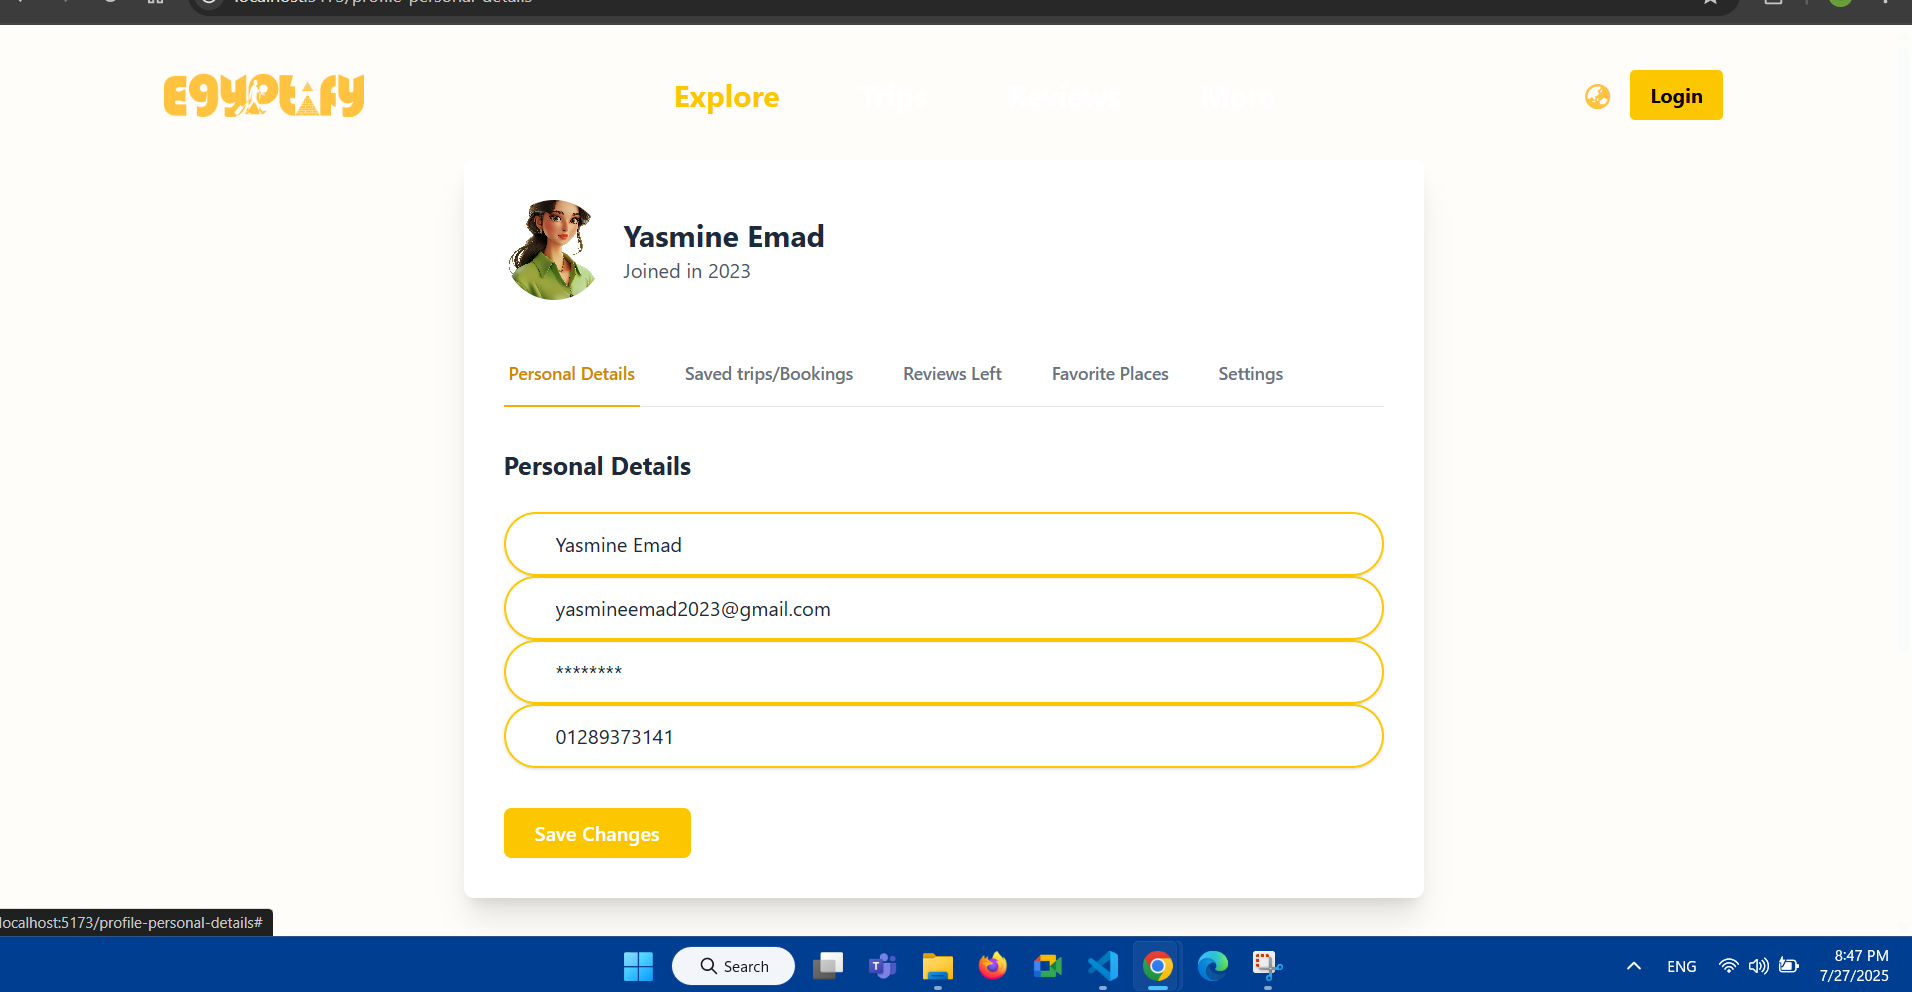 Egyptify
Explore Trips Reviews More
Login
Yasmine Emad
Joined in 2023
Personal Details Saved trips/Bookings Reviews Left Favorite Places Settings
Personal Details
Yasmine Emad
yasmineemad2023@gmail.com
********
01289373141
Save Changes
localhost:5173/profile-personal-details#
Search
ENG
8:47 PM
7/27/2025